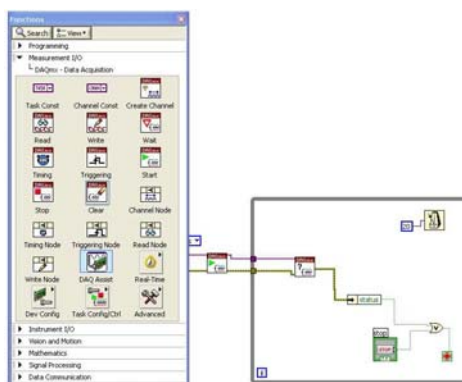 Functions
Search View
Programming
Measurement I/O
DAQmx - Data Acquisition
Task Const Channel Const Create Channel
Read Write Wait
Timing Triggering Start
Stop Clear Channel Node
Timing Node Triggering Node Read Node
Write Node DAQ Assist Real-Time
Dev Config Task Config/Ctrl Advanced
Instrument I/O
Vision and Motion
Mathematics
Signal Processing
Data Communication
status
stop
i